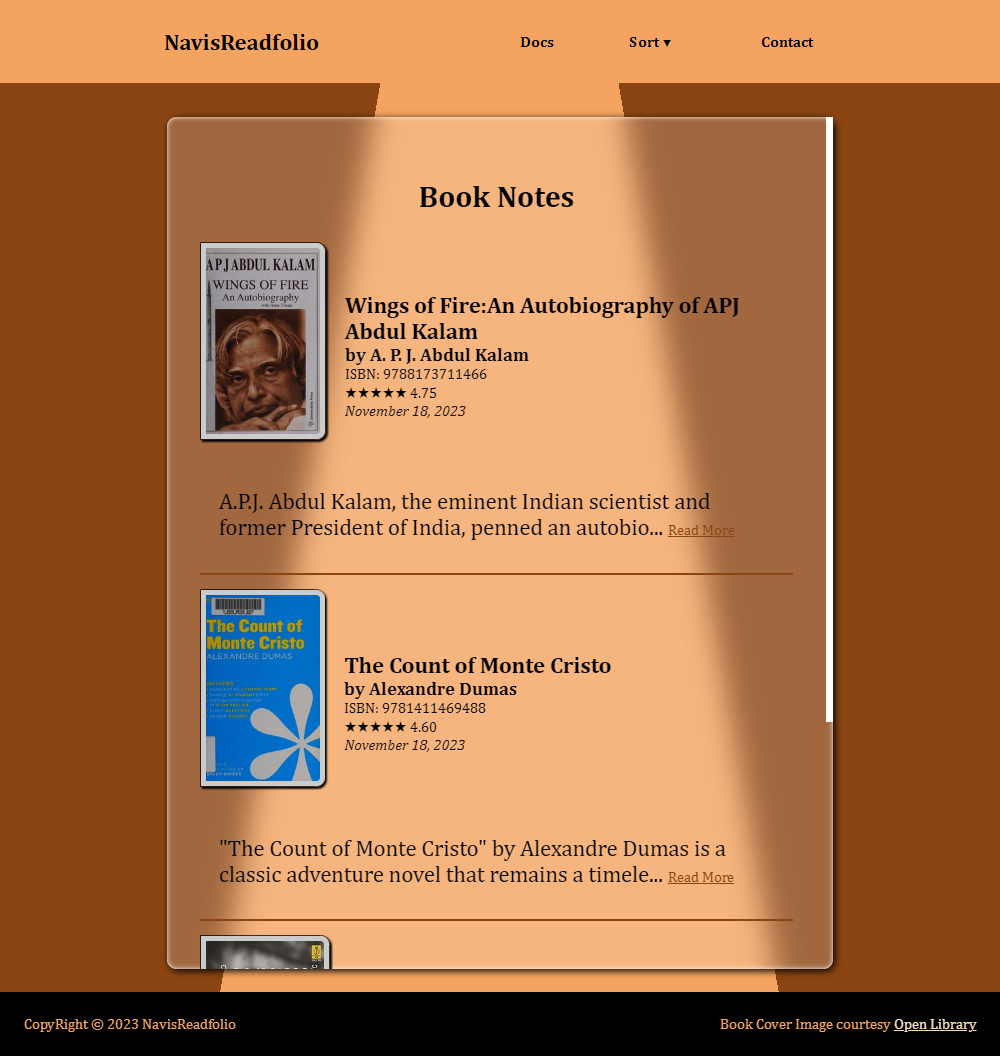 NavisReadfolio
Docs
Sort ▾
Contact
Book Notes
A P J ABDUL KALAM
WINGS OF FIRE
An Autobiography
Wings of Fire:An Autobiography of APJ
Abdul Kalam
by A. P. J. Abdul Kalam
ISBN: 9788173711466
★★★★★ 4.75
November 18, 2023
A.P.J. Abdul Kalam, the eminent Indian scientist and
former President of India, penned an autobio... Read More
The Count of
Monte Cristo
ALEXANDRE DUMAS
The Count of Monte Cristo
by Alexandre Dumas
ISBN: 9781411469488
★★★★★ 4.60
November 18, 2023
"The Count of Monte Cristo" by Alexandre Dumas is a
classic adventure novel that remains a timele... Read More
CopyRight © 2023 NavisReadfolio
Book Cover Image courtesy Open Library